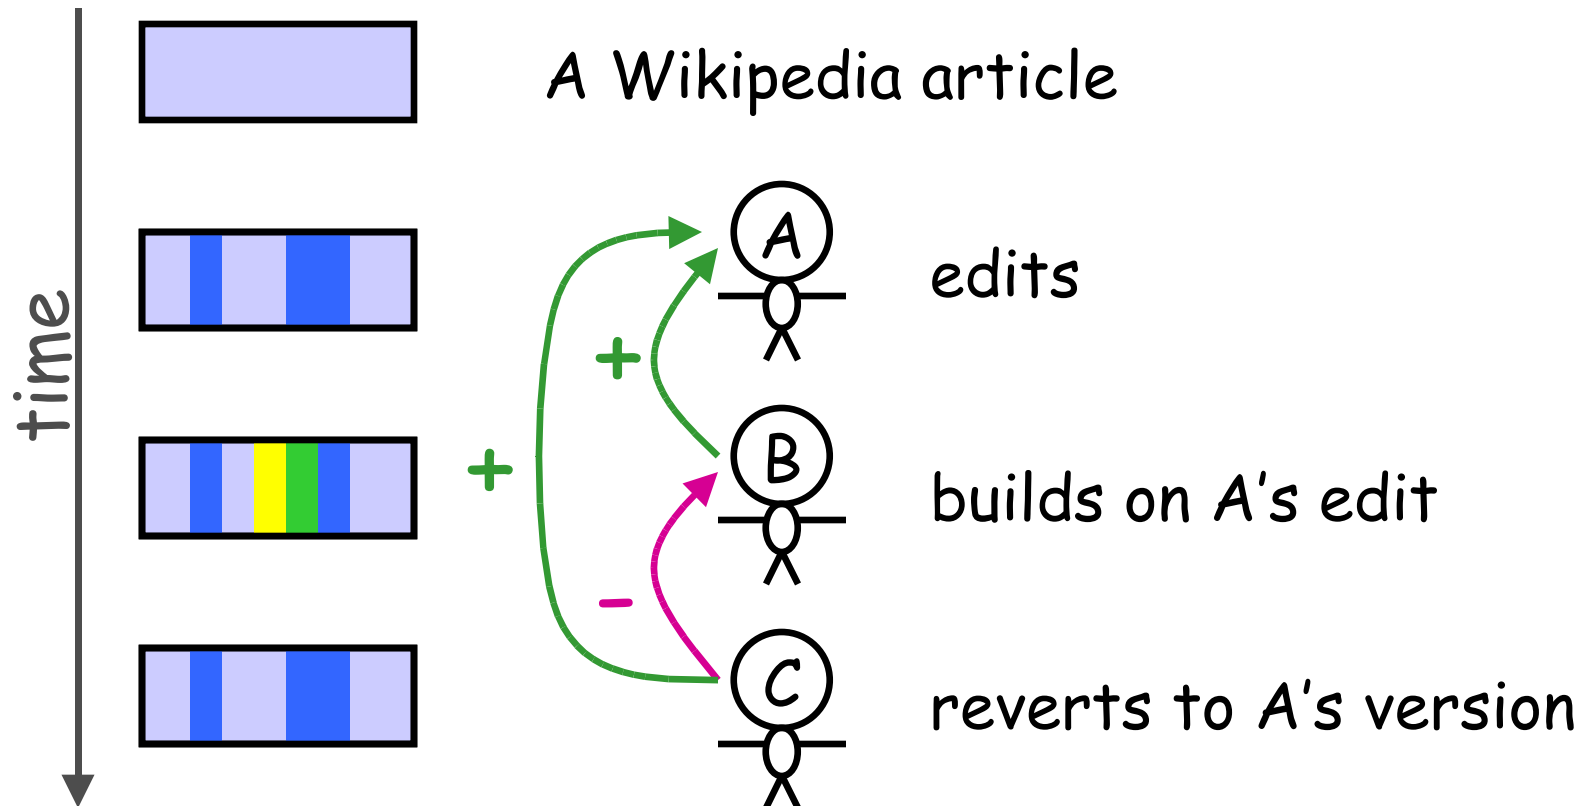 A Wikipedia article
time
A
edits
+
B
builds on A's edit
+
-
C
reverts to A's version